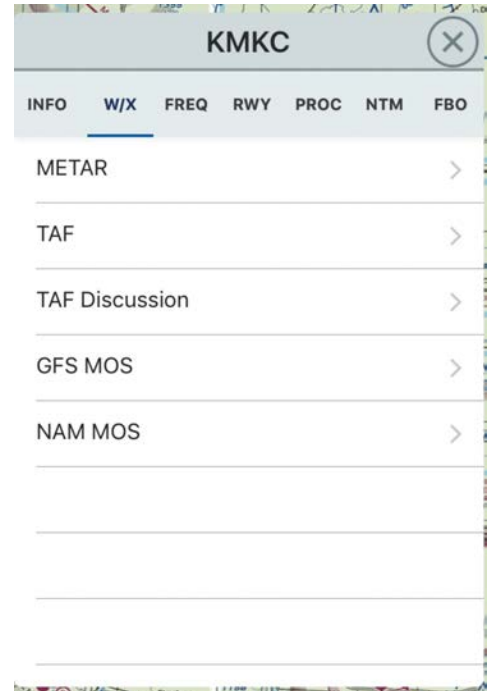 KMKC
INFO W/X FREQ RWY PROC NTM FBO
METAR
TAF
TAF Discussion
GFS MOS
NAM MOS